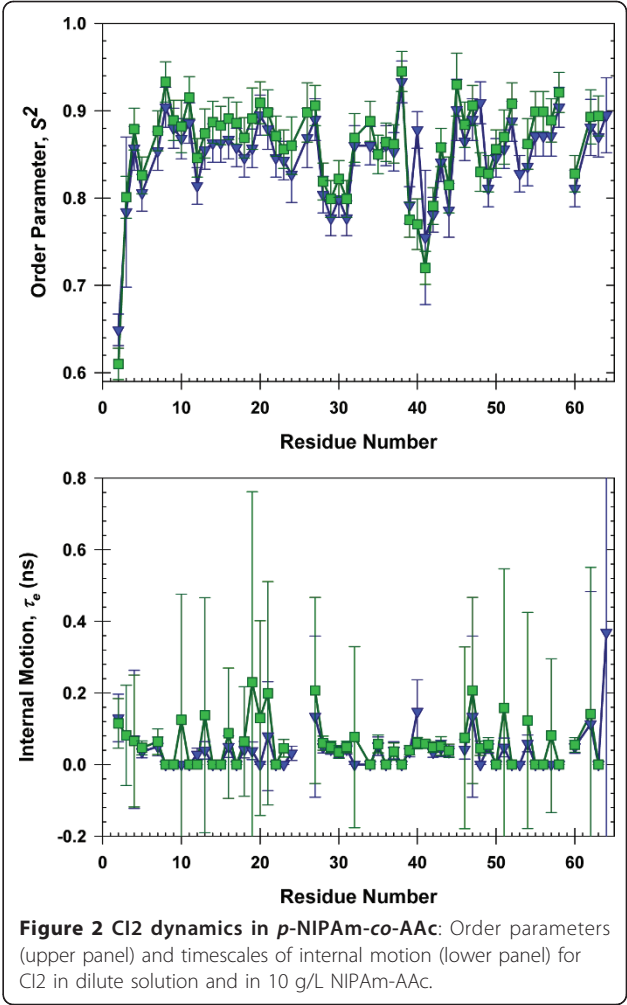 1.0
0.9
0.8
0.7
0.6
Order Parameter, S²
0 10 20 30 40 50 60
Residue Number
0.8
0.6
0.4
0.2
0.0
-0.2
Internal Motion, τe (ns)
0 10 20 30 40 50 60
Residue Number
Figure 2 CI2 dynamics in p-NIPAm-co-AAc: Order parameters
(upper panel) and timescales of internal motion (lower panel) for
CI2 in dilute solution and in 10 g/L NIPAm-AAc.